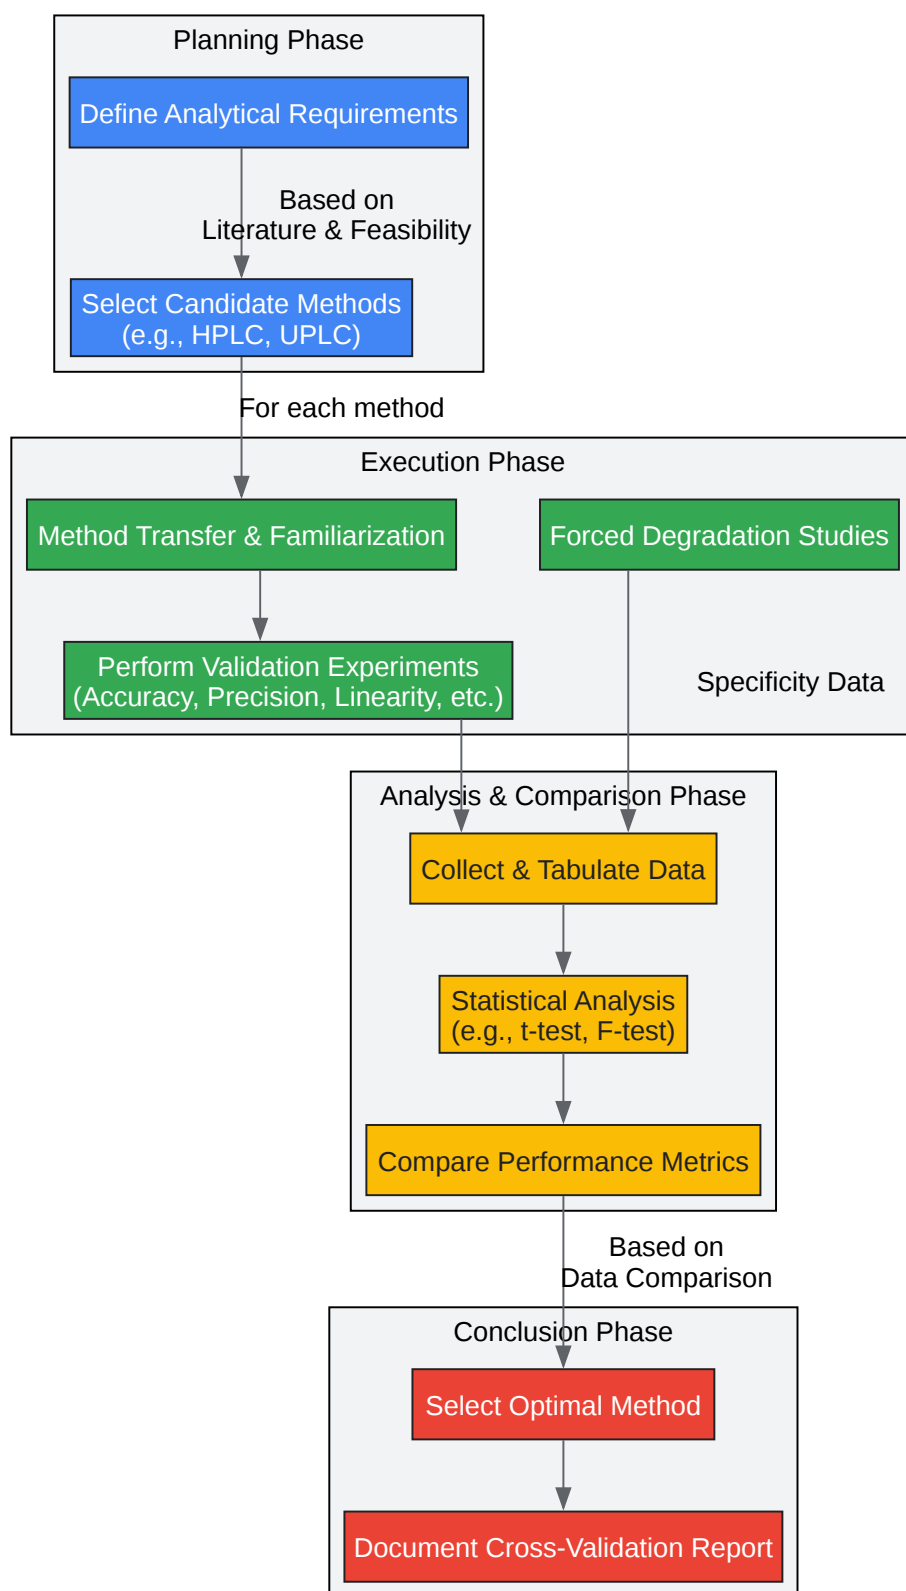 Planning Phase
Define Analytical Requirements
Based on
Literature & Feasibility
Select Candidate Methods
(e.g., HPLC, UPLC)
For each method
Execution Phase
Method Transfer & Familiarization
Forced Degradation Studies
Perform Validation Experiments
(Accuracy, Precision, Linearity, etc.)
Specificity Data
Analysis & Comparison Phase
Collect & Tabulate Data
Statistical Analysis
(e.g., t-test, F-test)
Compare Performance Metrics
Based on
Data Comparison
Conclusion Phase
Select Optimal Method
Document Cross-Validation Report